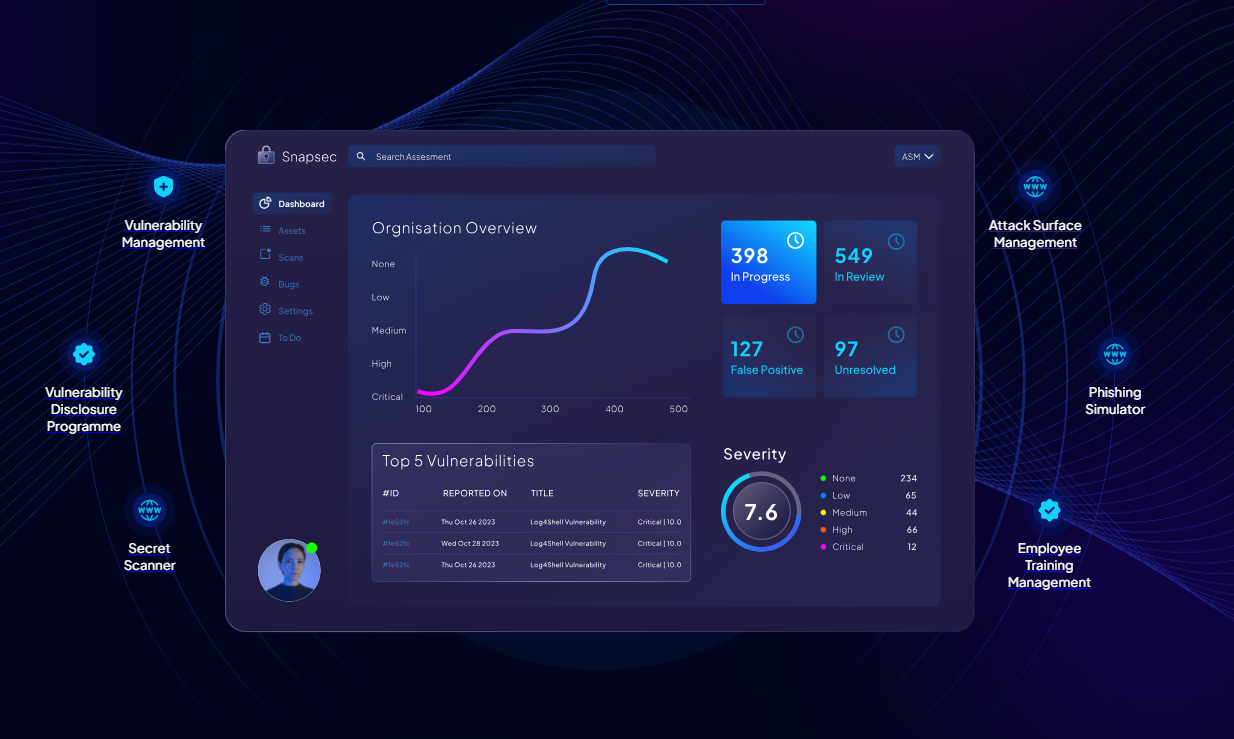 Snapsec
Search Assesment
ASM
Dashboard
Assets
Scans
Bugs
Settings
To Do
Orgnisation Overview
None
Low
Medium
High
Critical
100 200 300 400 500
398
In Progress
549
In Review
127
False Positive
97
Unresolved
Top 5 Vulnerabilities
#ID REPORTED ON TITLE SEVERITY
#fe52fc Thu Oct 26 2023 Log4Shell Vulnerability Critical | 10.0
#fe52fc Wed Oct 28 2023 Log4Shell Vulnerability Critical | 10.0
#fe52fc Thu Oct 26 2023 Log4Shell Vulnerability Critical | 10.0
Severity
7.6
None 234
Low 65
Medium 44
High 66
Critical 12
Vulnerability
Management
Vulnerability
Disclosure
Programme
www
Secret
Scanner
www
Attack Surface
Management
www
Phishing
Simulator
Employee
Training
Management